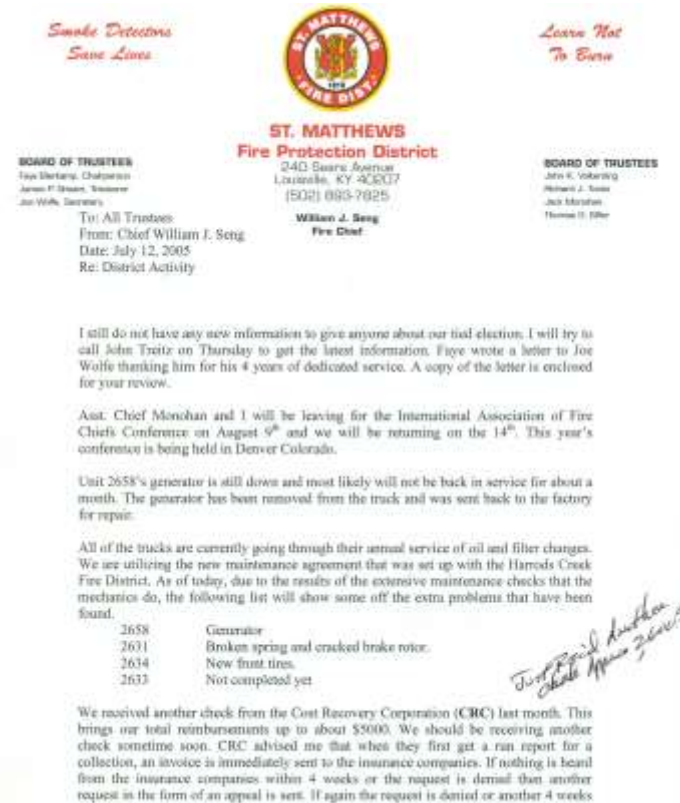 Smoke Detectors
Save Lives
Learn Not
To Burn
ST. MATTHEWS
FIRE DIST.
ST. MATTHEWS
Fire Protection District
240 Sears Avenue
Louisville, KY 40207
(502) 893-7825
William J. Seng
Fire Chief
BOARD OF TRUSTEES
Chairperson
James P. Treasurer
Joe Wolfe, Secretary
BOARD OF TRUSTEES
John K.
Richard J.
Jack Monohan
Thomas D.
To: All Trustees
From: Chief William J. Seng
Date: July 12, 2005
Re: District Activity
I still do not have any new information to give anyone about our tied election. I will try to
call John Treitz on Thursday to get the latest information. Faye wrote a letter to Joe
Wolfe thanking him for his 4 years of dedicated service. A copy of the letter is enclosed
for your review.
Asst. Chief Monohan and I will be leaving for the International Association of Fire
Chiefs Conference on August 9th and we will be returning on the 14th. This year's
conference is being held in Denver Colorado.
Unit 2658's generator is still down and most likely will not be back in service for about a
month. The generator has been removed from the truck and was sent back to the factory
for repair.
All of the trucks are currently going through their annual service of oil and filter changes.
We are utilizing the new maintenance agreement that was set up with the Harrods Creek
Fire District. As of today, due to the results of the extensive maintenance checks that the
mechanics do, the following list will show some off the extra problems that have been
found.
2658 Generator
2631 Broken spring and cracked brake rotor.
2634 New front tires.
2633 Not completed yet
Just Rec'd Another
We received another check from the Cost Recovery Corporation (CRC) last month. This
brings our total reimbursements up to about $5000. We should be receiving another
check sometime soon. CRC advised me that when they first get a run report for a
collection, an invoice is immediately sent to the insurance companies. If nothing is heard
from the insurance companies within 4 weeks or the request is denied than another
request in the form of an appeal is sent. If again the request is denied or another 4 weeks